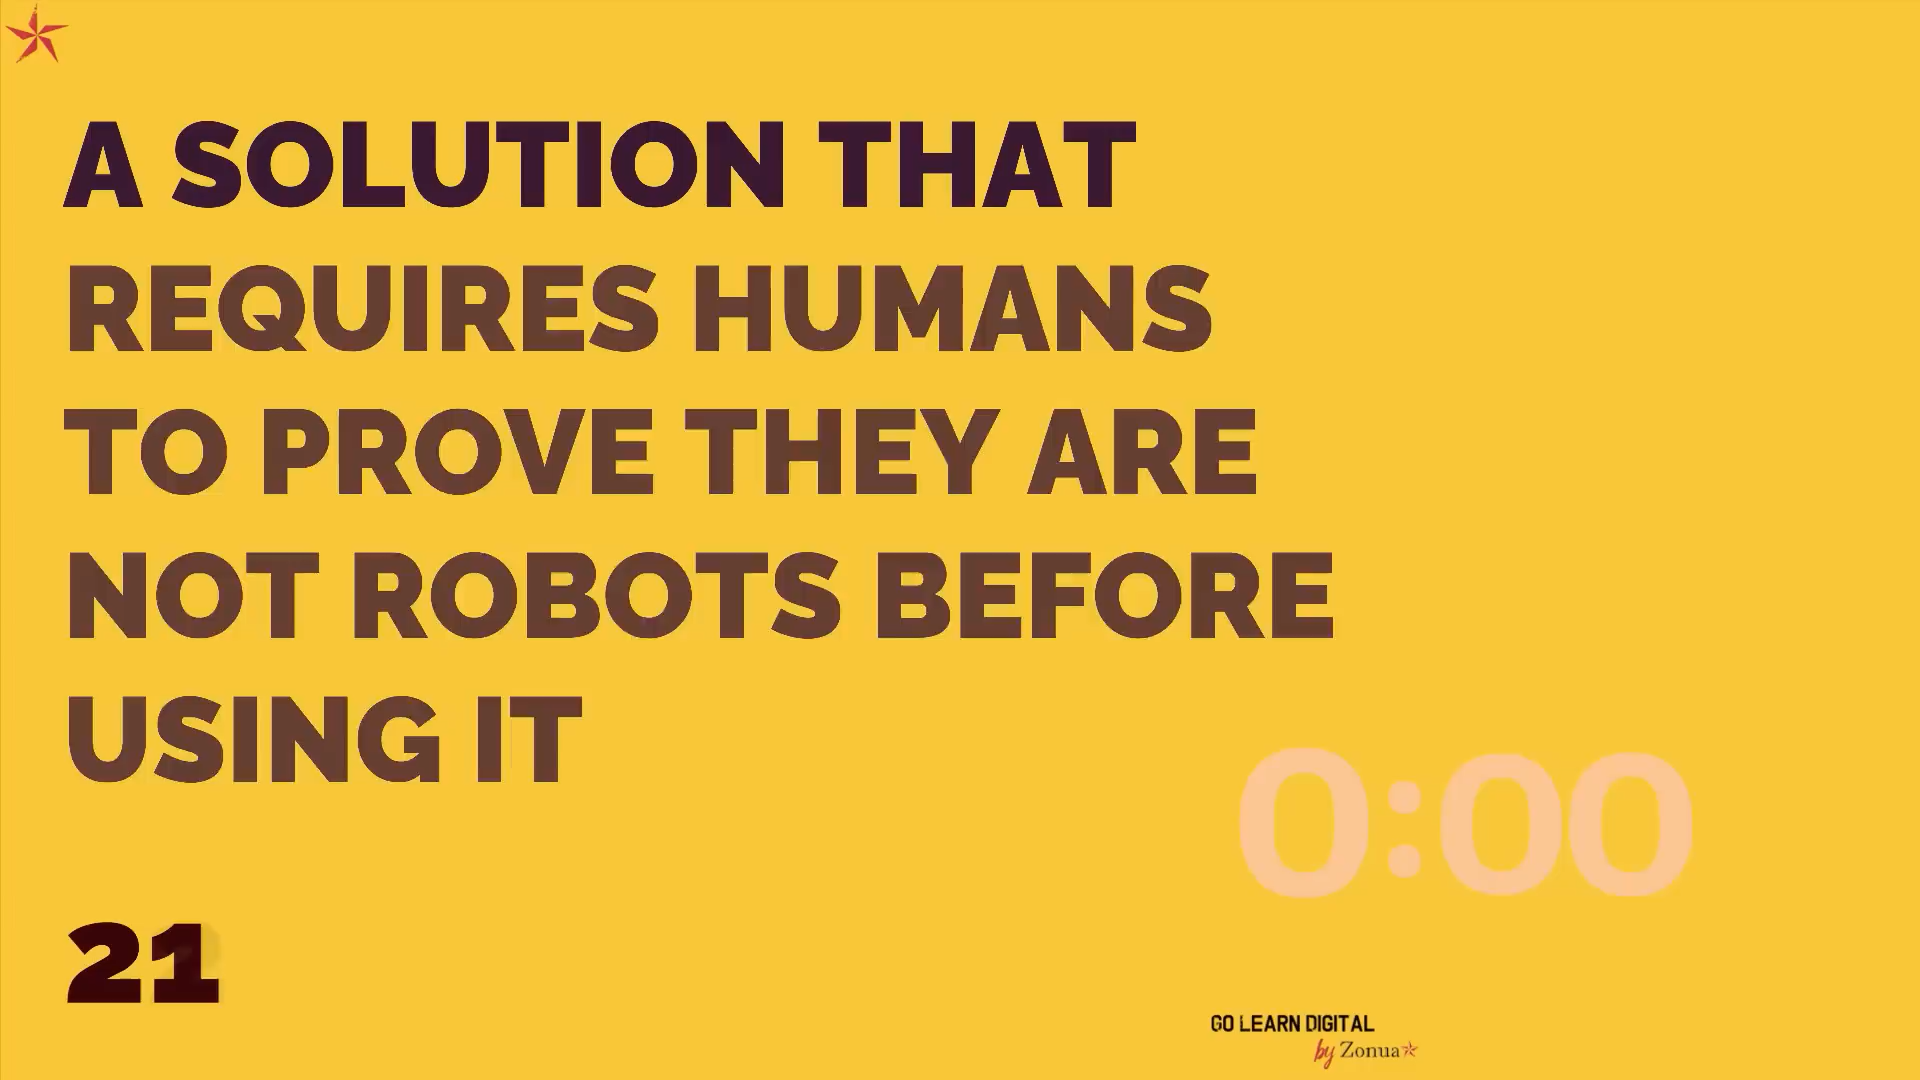 A SOLUTION THAT
REQUIRES HUMANS
TO PROVE THEY ARE
NOT ROBOTS BEFORE
USING IT
0:00
21
GO LEARN DIGITAL
by Zonua